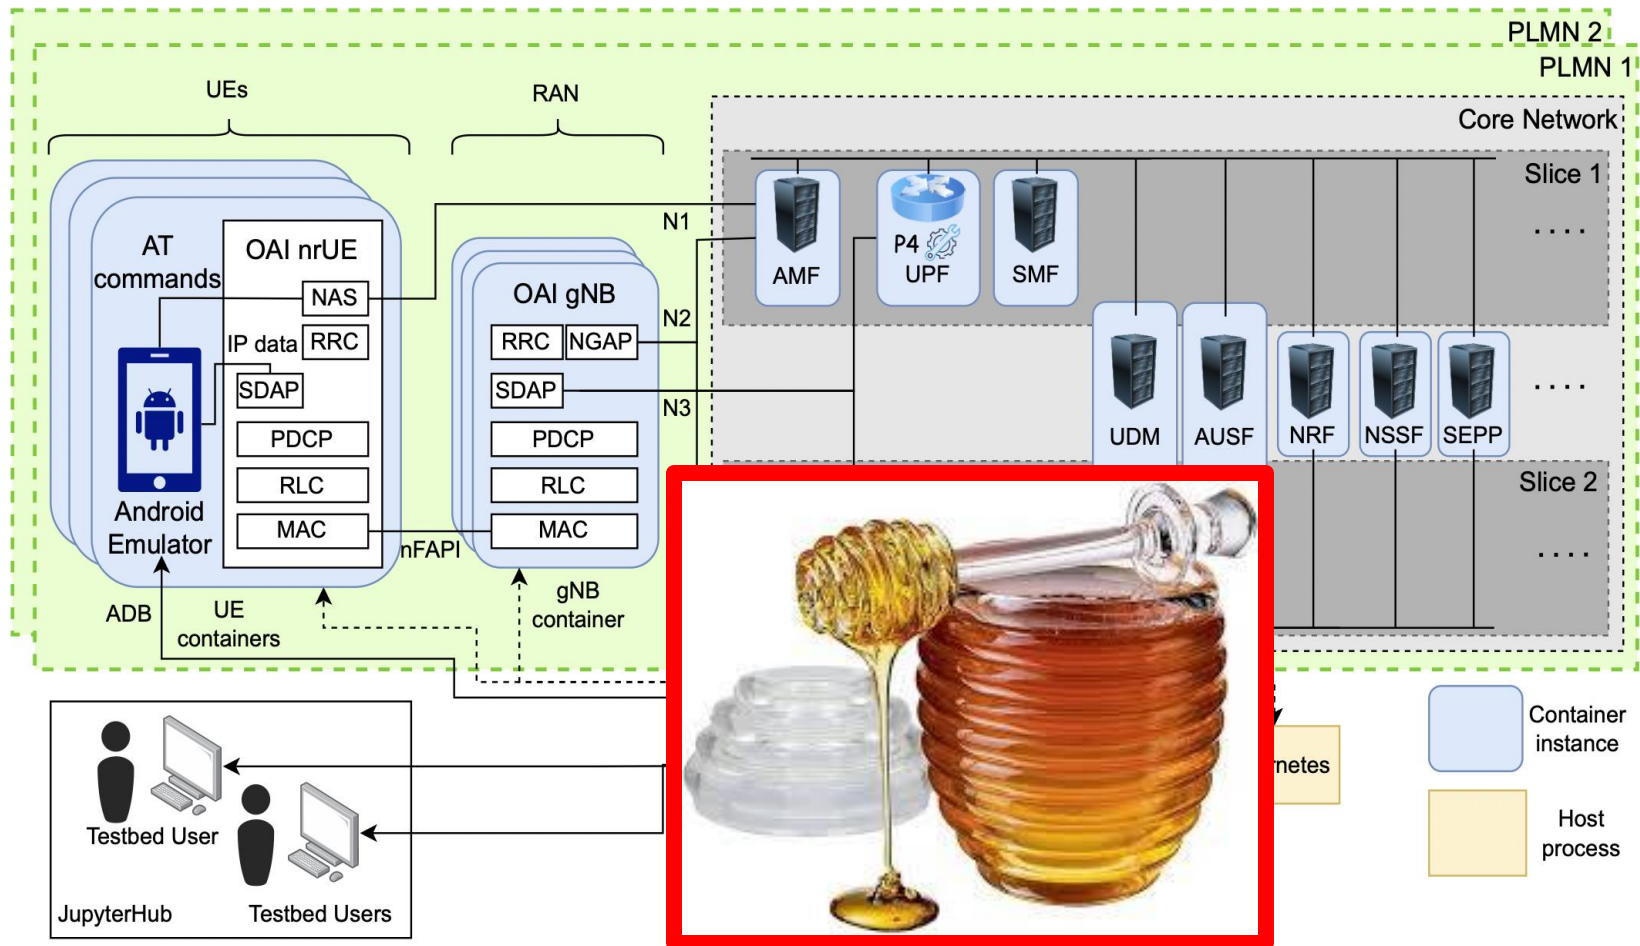 PLMN 2
PLMN 1
UEs
RAN
Core Network
Slice 1
AT
commands
OAI nrUE
NAS
IP data
RRC
SDAP
PDCP
RLC
MAC
Android
Emulator
N1
N2
N3
OAI gNB
RRC
NGAP
SDAP
PDCP
RLC
MAC
nFAPI
AMF
P4
UPF
SMF
....
UDM
AUSF
NRF
NSSF
SEPP
....
Slice 2
....
ADB
UE
containers
gNB
container
Testbed User
JupyterHub
Testbed Users
rnetes
Container
instance
Host
process